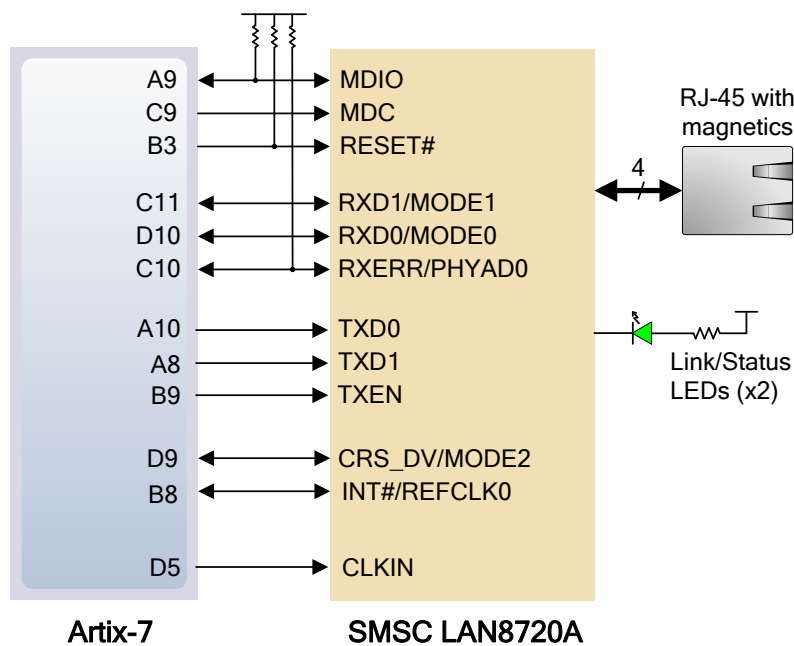 A9 MDIO
C9 MDC
B3 RESET#
C11 RXD1/MODE1
D10 RXD0/MODE0
C10 RXERR/PHYAD0
A10 TXD0
A8 TXD1
B9 TXEN
D9 CRS_DV/MODE2
B8 INT#/REFCLK0
D5 CLKIN
RJ-45 with
magnetics
4
Link/Status
LEDs (x2)
Artix-7
SMSC LAN8720A